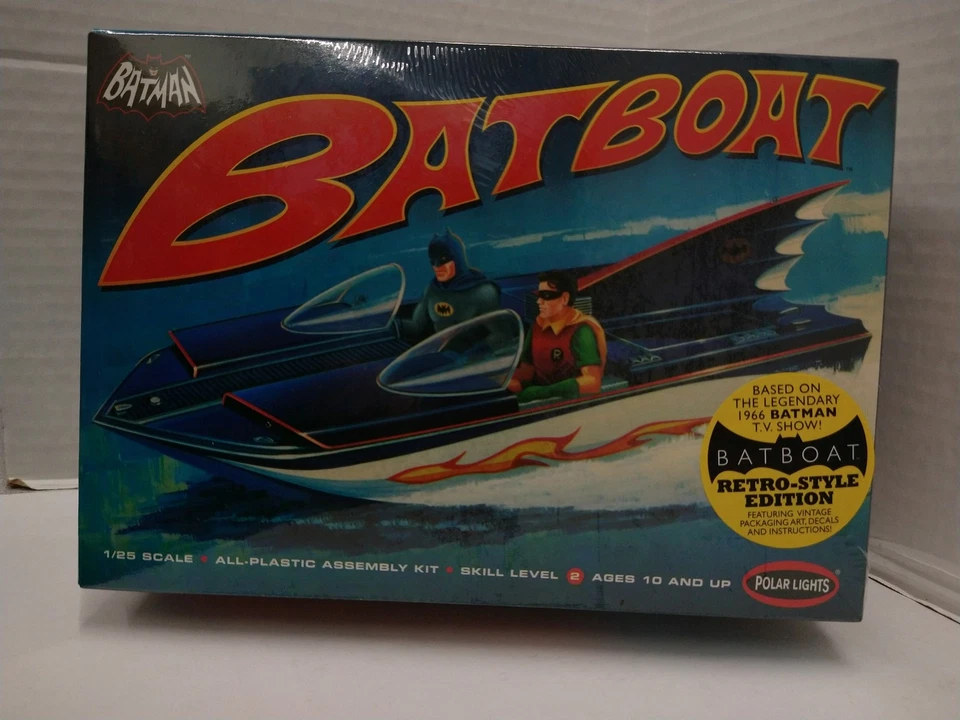 BATMAN
BATBOAT
R
BASED ON
THE LEGENDARY
1966 BATMAN
T.V. SHOW!
BATBOAT
RETRO-STYLE
EDITION
FEATURING VINTAGE
PACKAGING ART, DECALS
AND INSTRUCTIONS!
1/25 SCALE • ALL-PLASTIC ASSEMBLY KIT • SKILL LEVEL 2 AGES 10 AND UP
POLAR LIGHTS